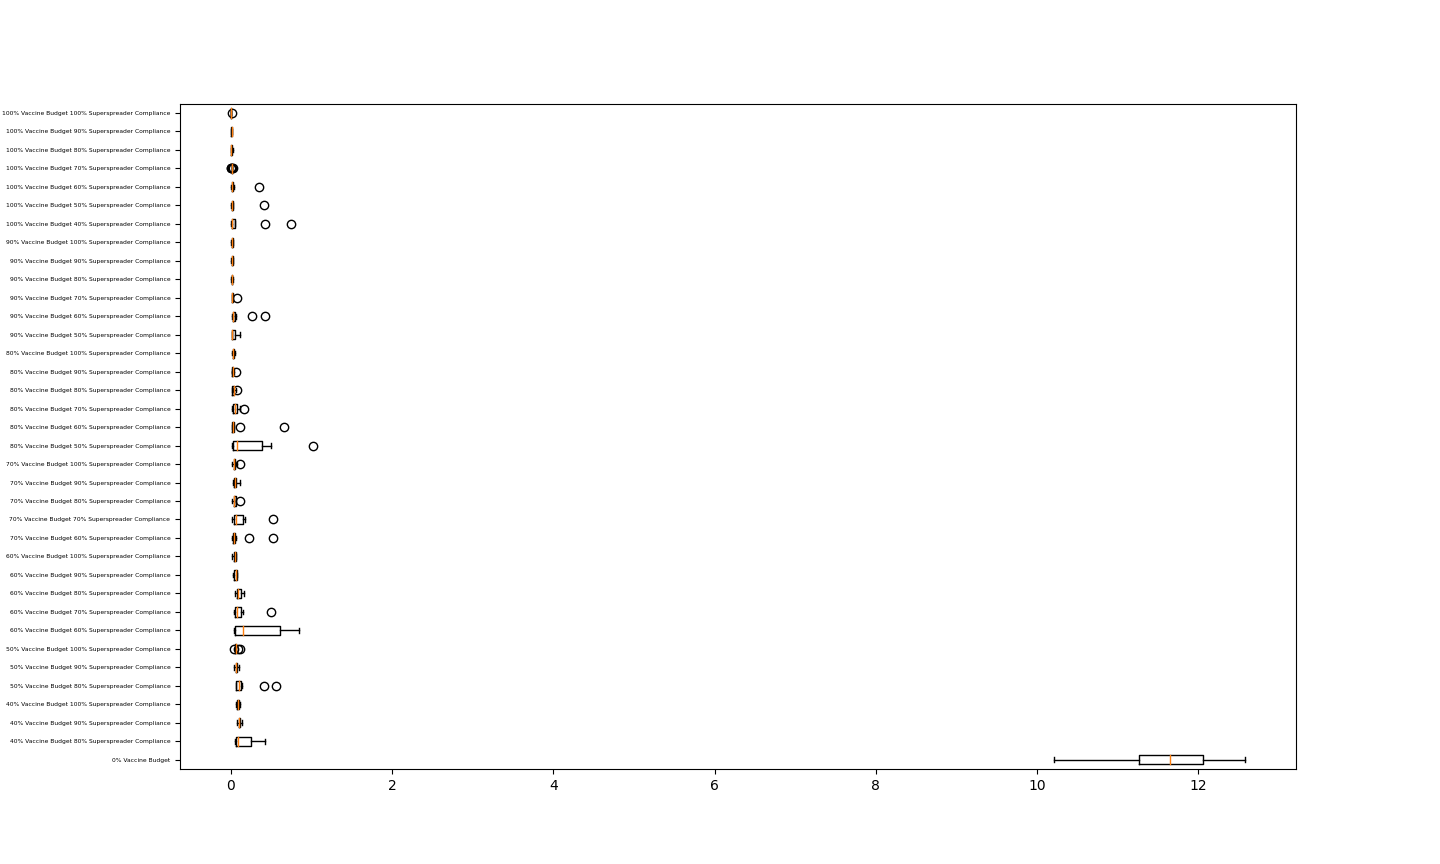 100% Vaccine Budget 100% Superspreader Compliance
100% Vaccine Budget 90% Superspreader Compliance
100% Vaccine Budget 80% Superspreader Compliance
100% Vaccine Budget 70% Superspreader Compliance
100% Vaccine Budget 60% Superspreader Compliance
100% Vaccine Budget 50% Superspreader Compliance
100% Vaccine Budget 40% Superspreader Compliance
90% Vaccine Budget 100% Superspreader Compliance
90% Vaccine Budget 90% Superspreader Compliance
90% Vaccine Budget 80% Superspreader Compliance
90% Vaccine Budget 70% Superspreader Compliance
90% Vaccine Budget 60% Superspreader Compliance
90% Vaccine Budget 50% Superspreader Compliance
80% Vaccine Budget 100% Superspreader Compliance
80% Vaccine Budget 90% Superspreader Compliance
80% Vaccine Budget 80% Superspreader Compliance
80% Vaccine Budget 70% Superspreader Compliance
80% Vaccine Budget 60% Superspreader Compliance
80% Vaccine Budget 50% Superspreader Compliance
70% Vaccine Budget 100% Superspreader Compliance
70% Vaccine Budget 90% Superspreader Compliance
70% Vaccine Budget 80% Superspreader Compliance
70% Vaccine Budget 70% Superspreader Compliance
70% Vaccine Budget 60% Superspreader Compliance
60% Vaccine Budget 100% Superspreader Compliance
60% Vaccine Budget 90% Superspreader Compliance
60% Vaccine Budget 80% Superspreader Compliance
60% Vaccine Budget 70% Superspreader Compliance
60% Vaccine Budget 60% Superspreader Compliance
50% Vaccine Budget 100% Superspreader Compliance
50% Vaccine Budget 90% Superspreader Compliance
50% Vaccine Budget 80% Superspreader Compliance
40% Vaccine Budget 100% Superspreader Compliance
40% Vaccine Budget 90% Superspreader Compliance
40% Vaccine Budget 80% Superspreader Compliance
0% Vaccine Budget
0 2 4 6 8 10 12